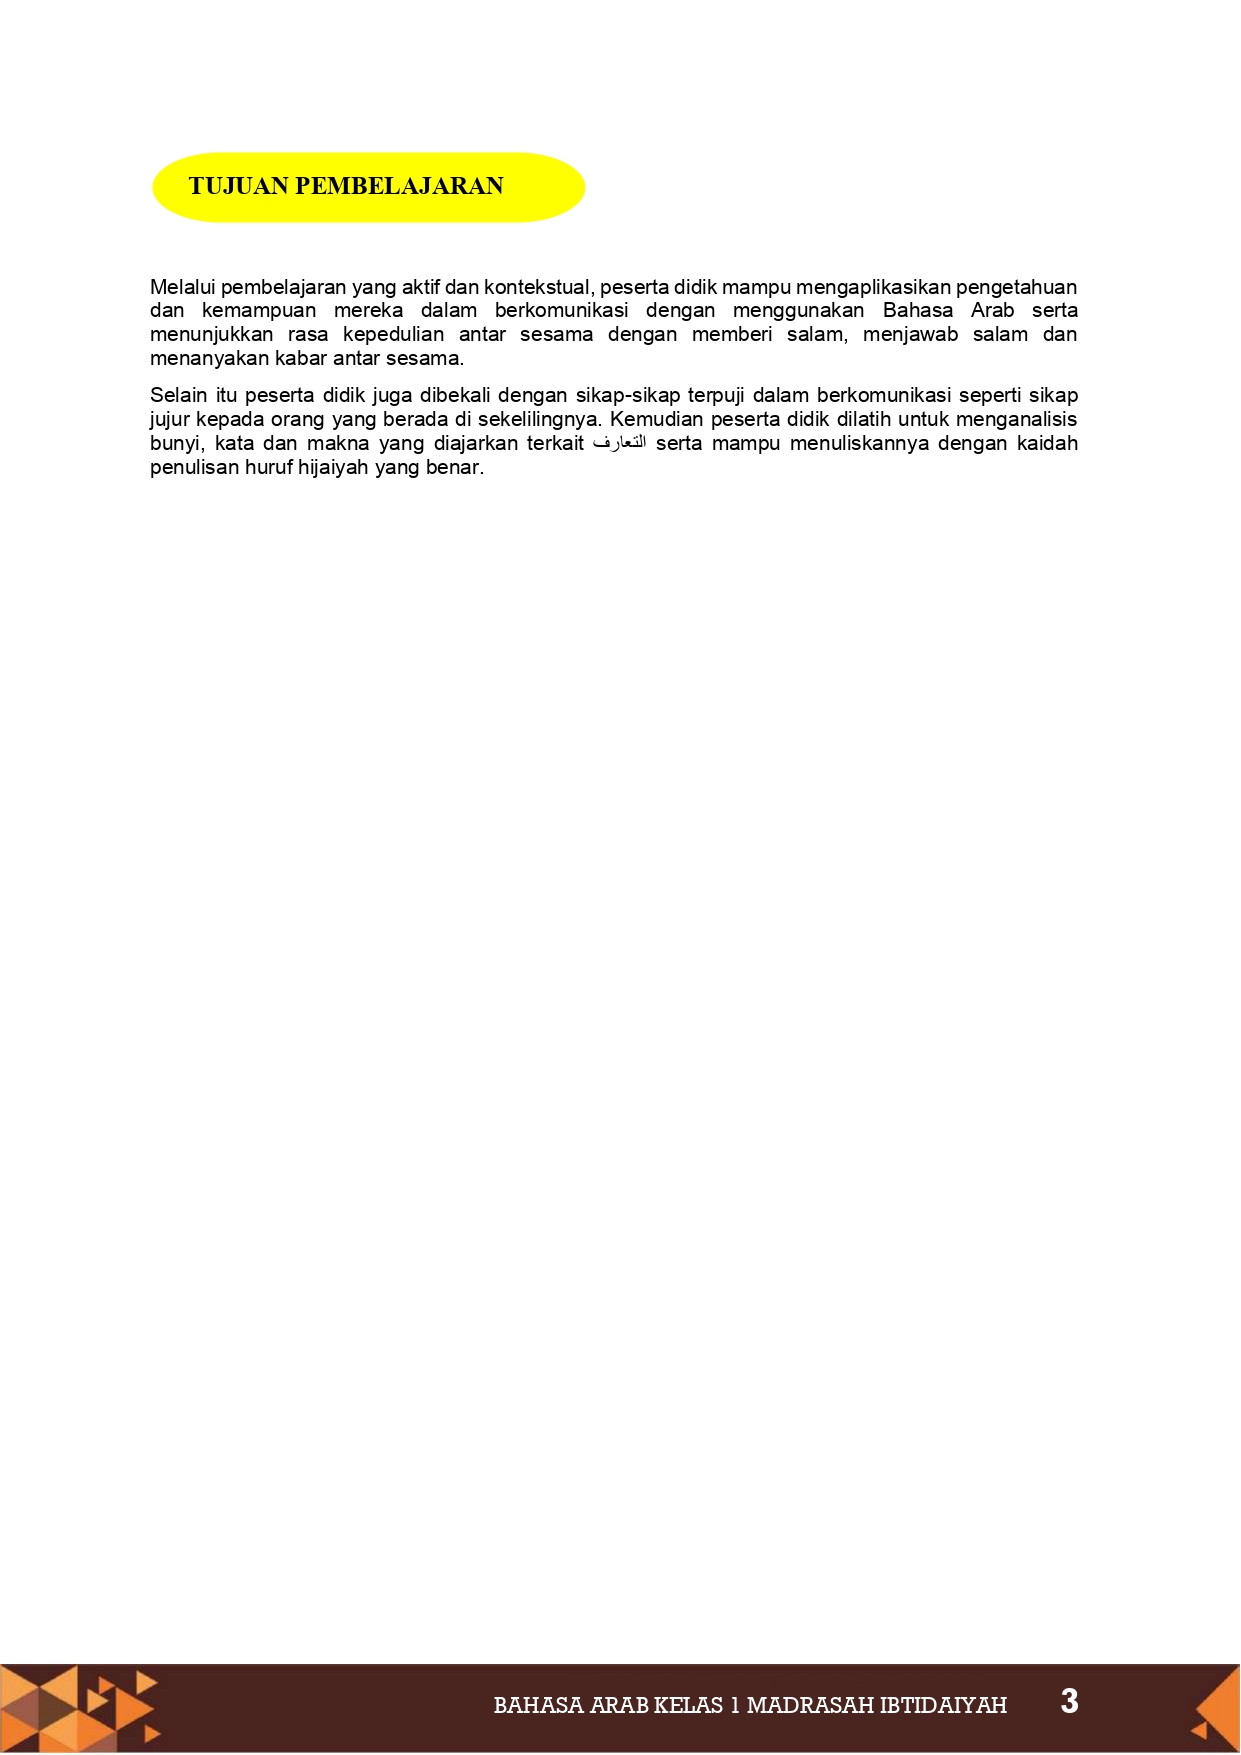 TUJUAN PEMBELAJARAN
Melalui pembelajaran yang aktif dan kontekstual, peserta didik mampu mengaplikasikan pengetahuan
dan kemampuan mereka dalam berkomunikasi dengan menggunakan Bahasa Arab serta
menunjukkan rasa kepedulian antar sesama dengan memberi salam, menjawab salam dan
menanyakan kabar antar sesama.
Selain itu peserta didik juga dibekali dengan sikap-sikap terpuji dalam berkomunikasi seperti sikap
jujur kepada orang yang berada di sekelilingnya. Kemudian peserta didik dilatih untuk menganalisis
bunyi, kata dan makna yang diajarkan terkait التعارف serta mampu menuliskannya dengan kaidah
penulisan huruf hijaiyah yang benar.
BAHASA ARAB KELAS 1 MADRASAH IBTIDAIYAH 3